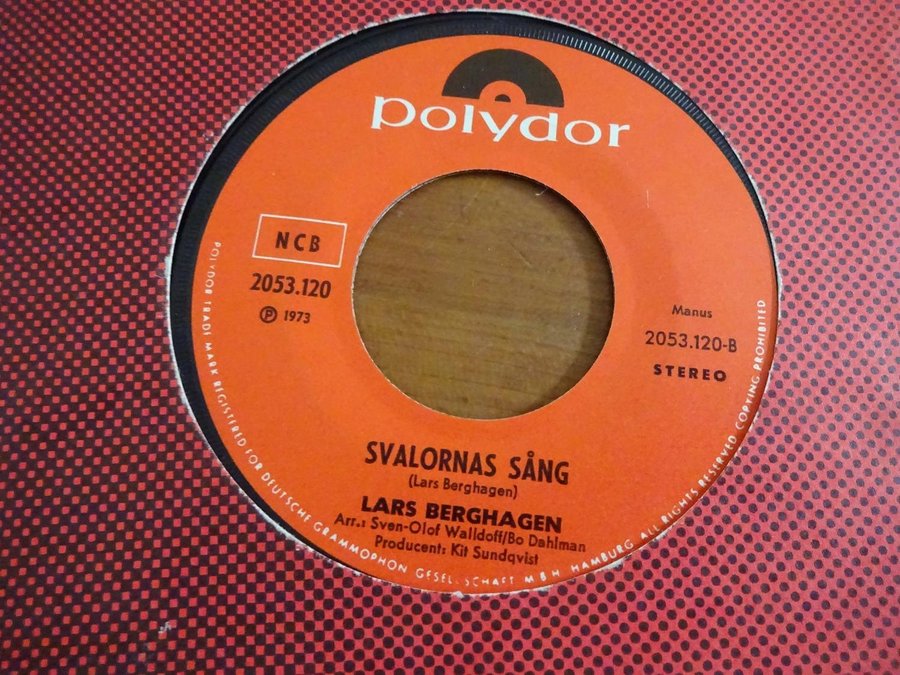 polydor
NCB
2053.120
℗ 1973
Manus
2053.120-B
STEREO
SVALORNAS SÅNG
(Lars Berghagen)
LARS BERGHAGEN
Arr.: Sven-Olof Walldoff/Bo Dahlman
Producent: Kit Sundqvist
POLYDOR TRADE MARK REGISTERED FOR DEUTSCHE GRAMMOPHON GESELLSCHAFT MBH HAMBURG ALL RIGHTS RESERVED COPYING PROHIBITED